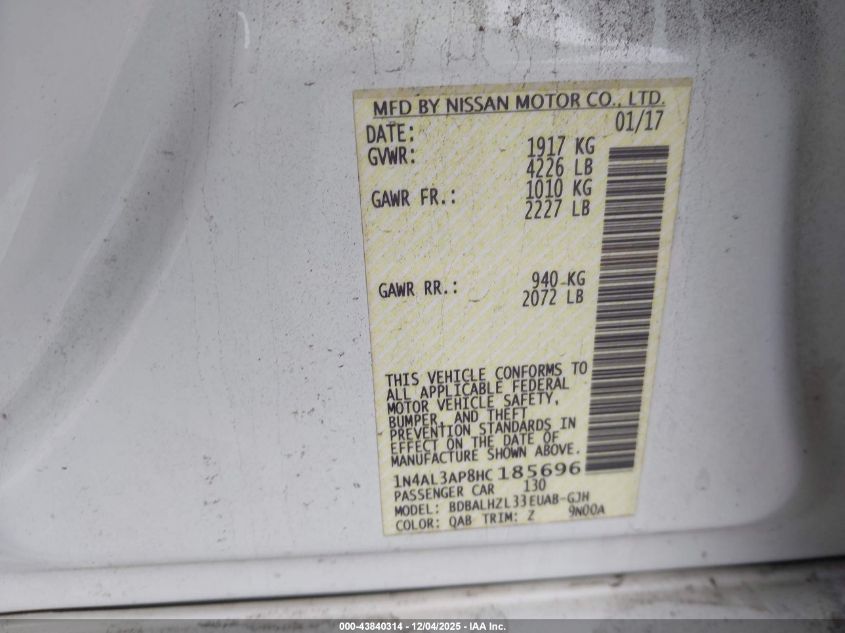 MFD BY NISSAN MOTOR CO., LTD.
DATE: 01/17
GVWR: 1917 KG
4226 LB
GAWR FR.: 1010 KG
2227 LB
GAWR RR.: 940 KG
2072 LB
THIS VEHICLE CONFORMS TO
ALL APPLICABLE FEDERAL
MOTOR VEHICLE SAFETY,
BUMPER, AND THEFT
PREVENTION STANDARDS IN
EFFECT ON THE DATE OF
MANUFACTURE SHOWN ABOVE.
1N4AL3AP8HC185696
PASSENGER CAR 130
MODEL: BDBALHZL33EUAB-GJH
COLOR: QAB TRIM: Z 9N00A
000-43840314 - 12/04/2025 - IAA Inc.